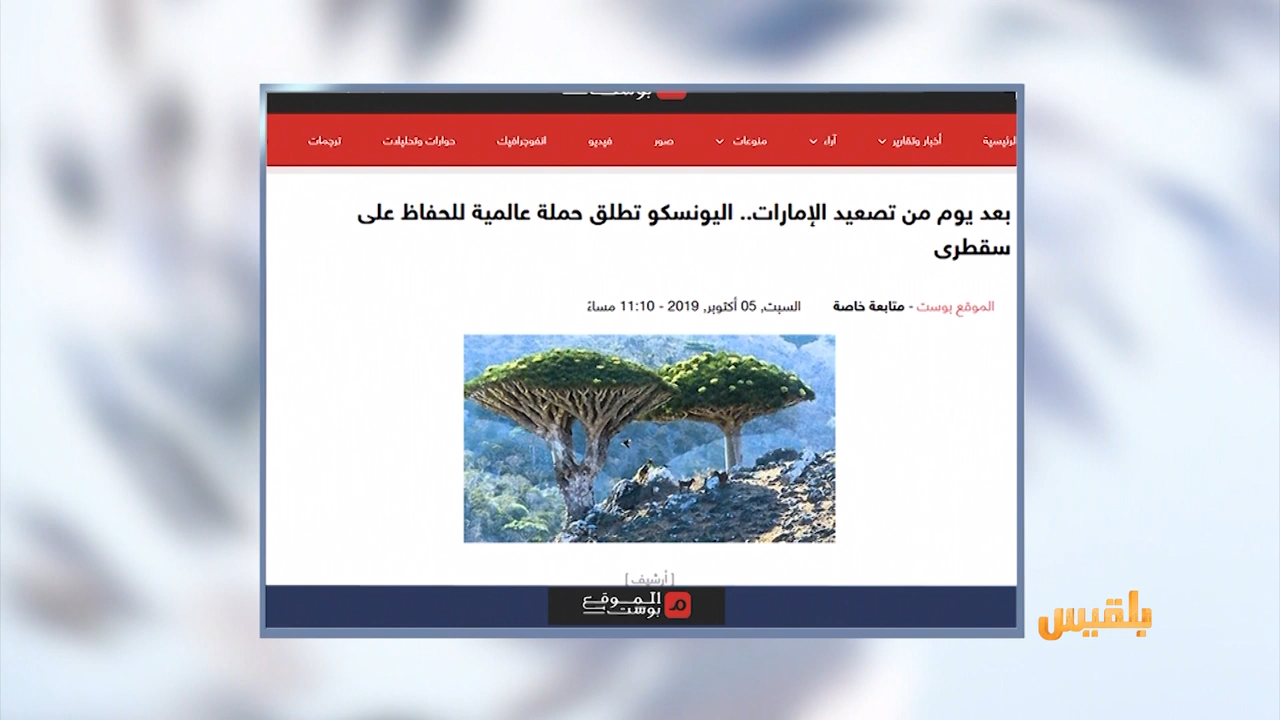 بوست
الرئيسية أخبار وتقارير آراء منوعات صور فيديو انفوجرافيك حوارات وتحليلات ترجمات
بعد يوم من تصعيد الإمارات.. اليونسكو تطلق حملة عالمية للحفاظ على
سقطرى
الموقع بوست - متابعة خاصة السبت, 05 أكتوبر, 2019 - 11:10 مساءً
[ أرشيف ]
الموقع
بوست
بلقيس